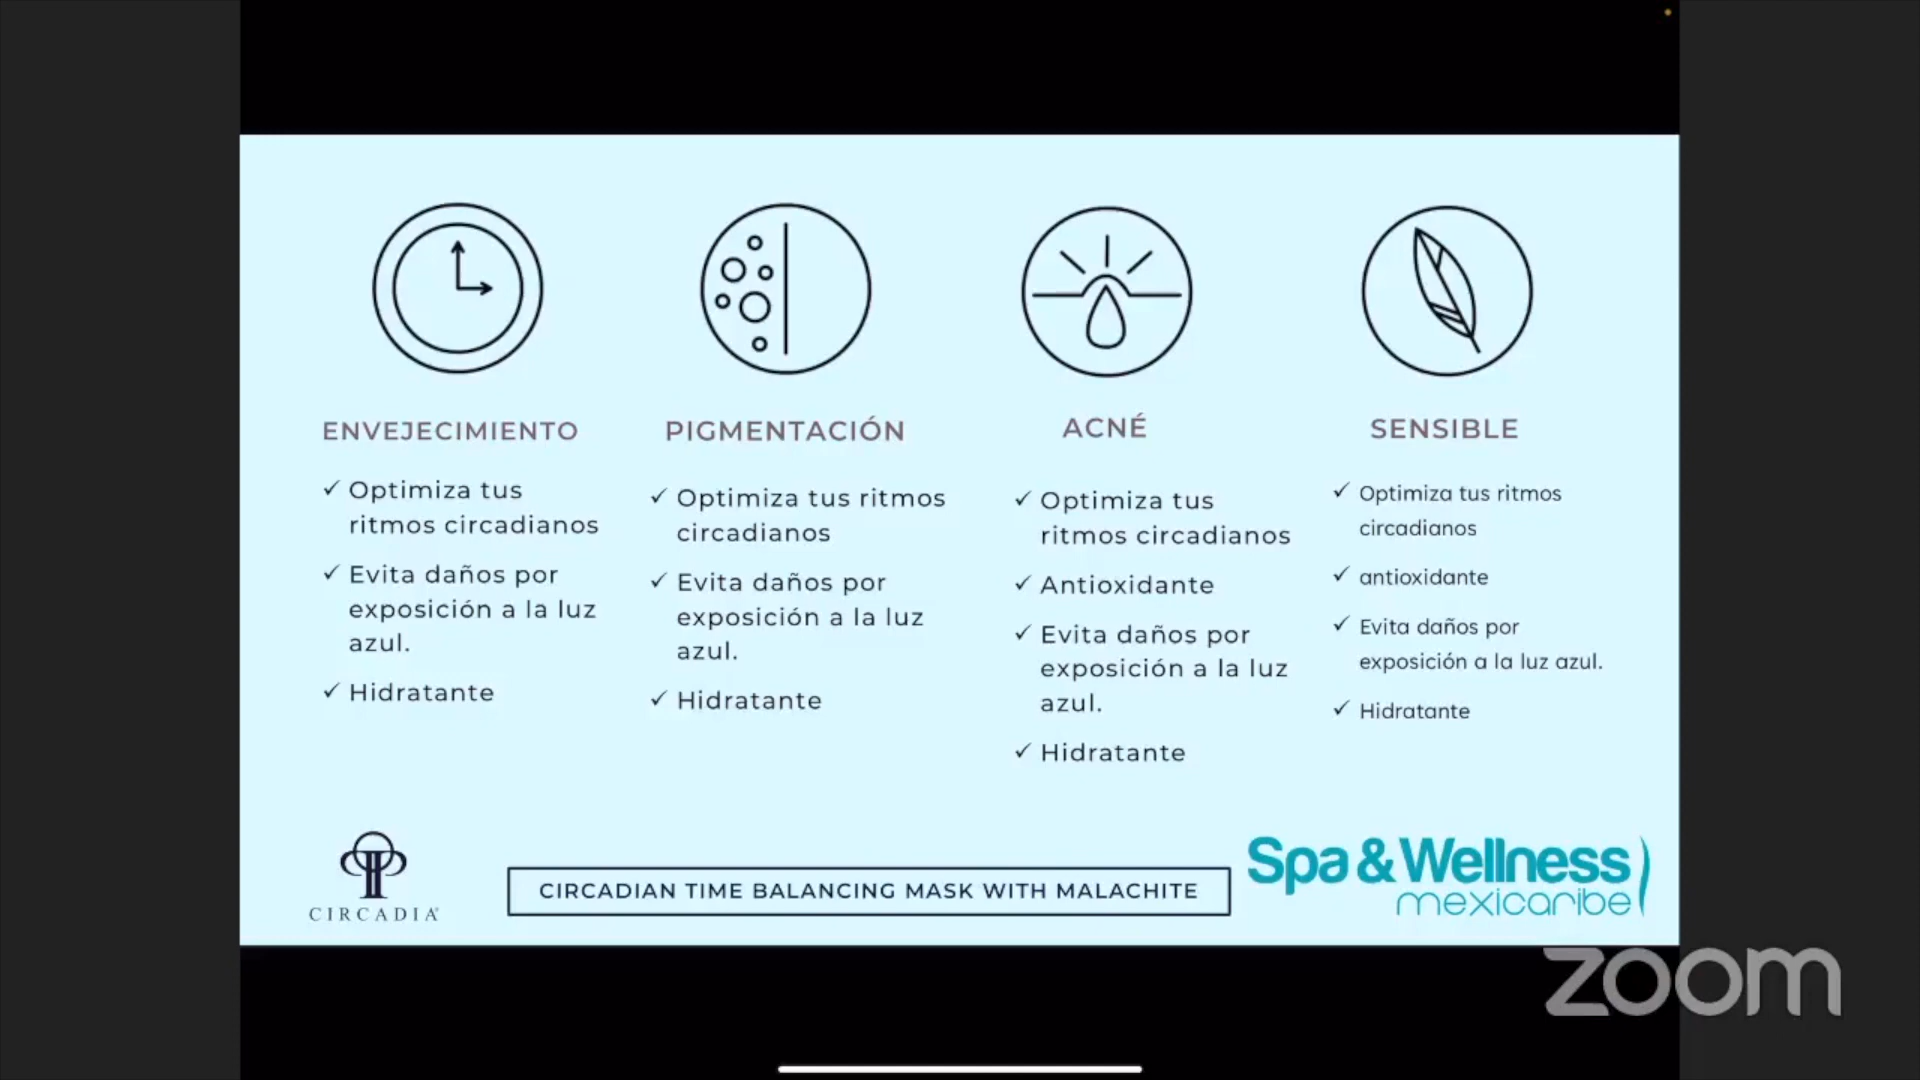 ENVEJECIMIENTO
Optimiza tus
ritmos circadianos
Evita daños por
exposición a la luz
azul.
Hidratante
PIGMENTACIÓN
Optimiza tus ritmos
circadianos
Evita daños por
exposición a la luz
azul.
Hidratante
ACNÉ
Optimiza tus
ritmos circadianos
Antioxidante
Evita daños por
exposición a la luz
azul.
Hidratante
SENSIBLE
Optimiza tus ritmos
circadianos
antioxidante
Evita daños por
exposición a la luz azul.
Hidratante
CIRCADIA®
CIRCADIAN TIME BALANCING MASK WITH MALACHITE
Spa & Wellness
mexicaribe
zoom